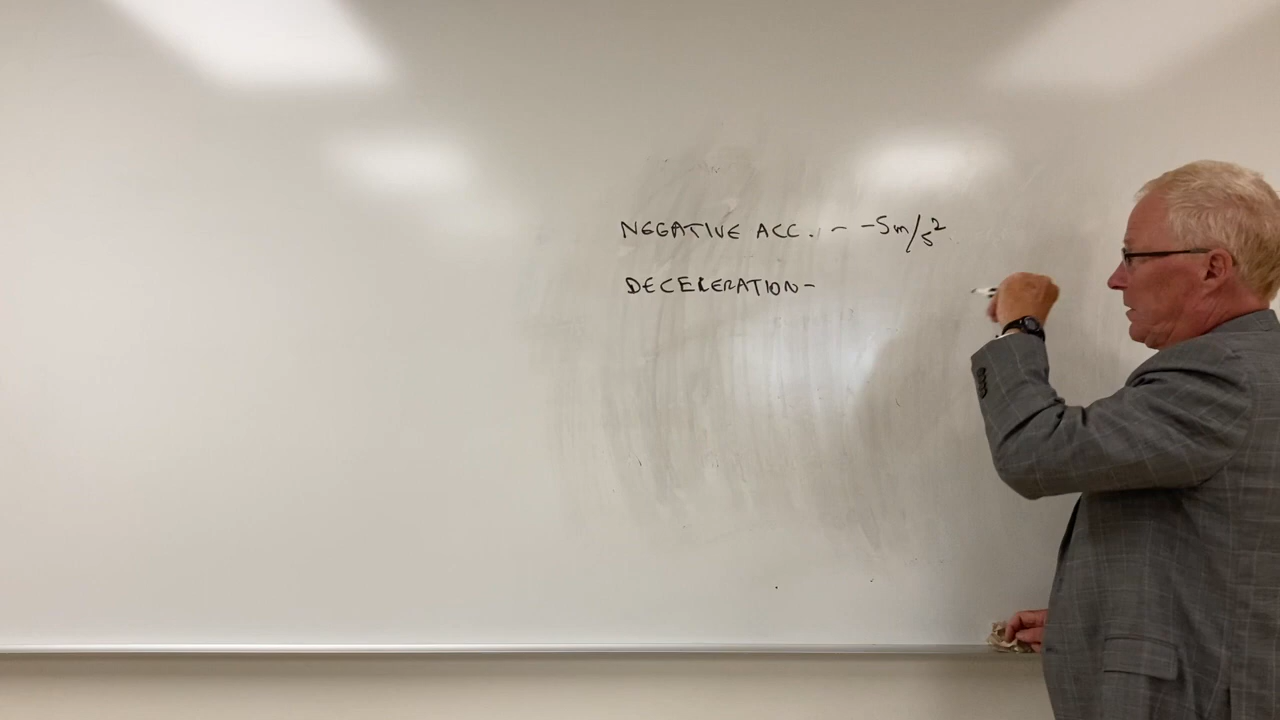 NEGATIVE ACC. - -5m/s²
DECELERATION-